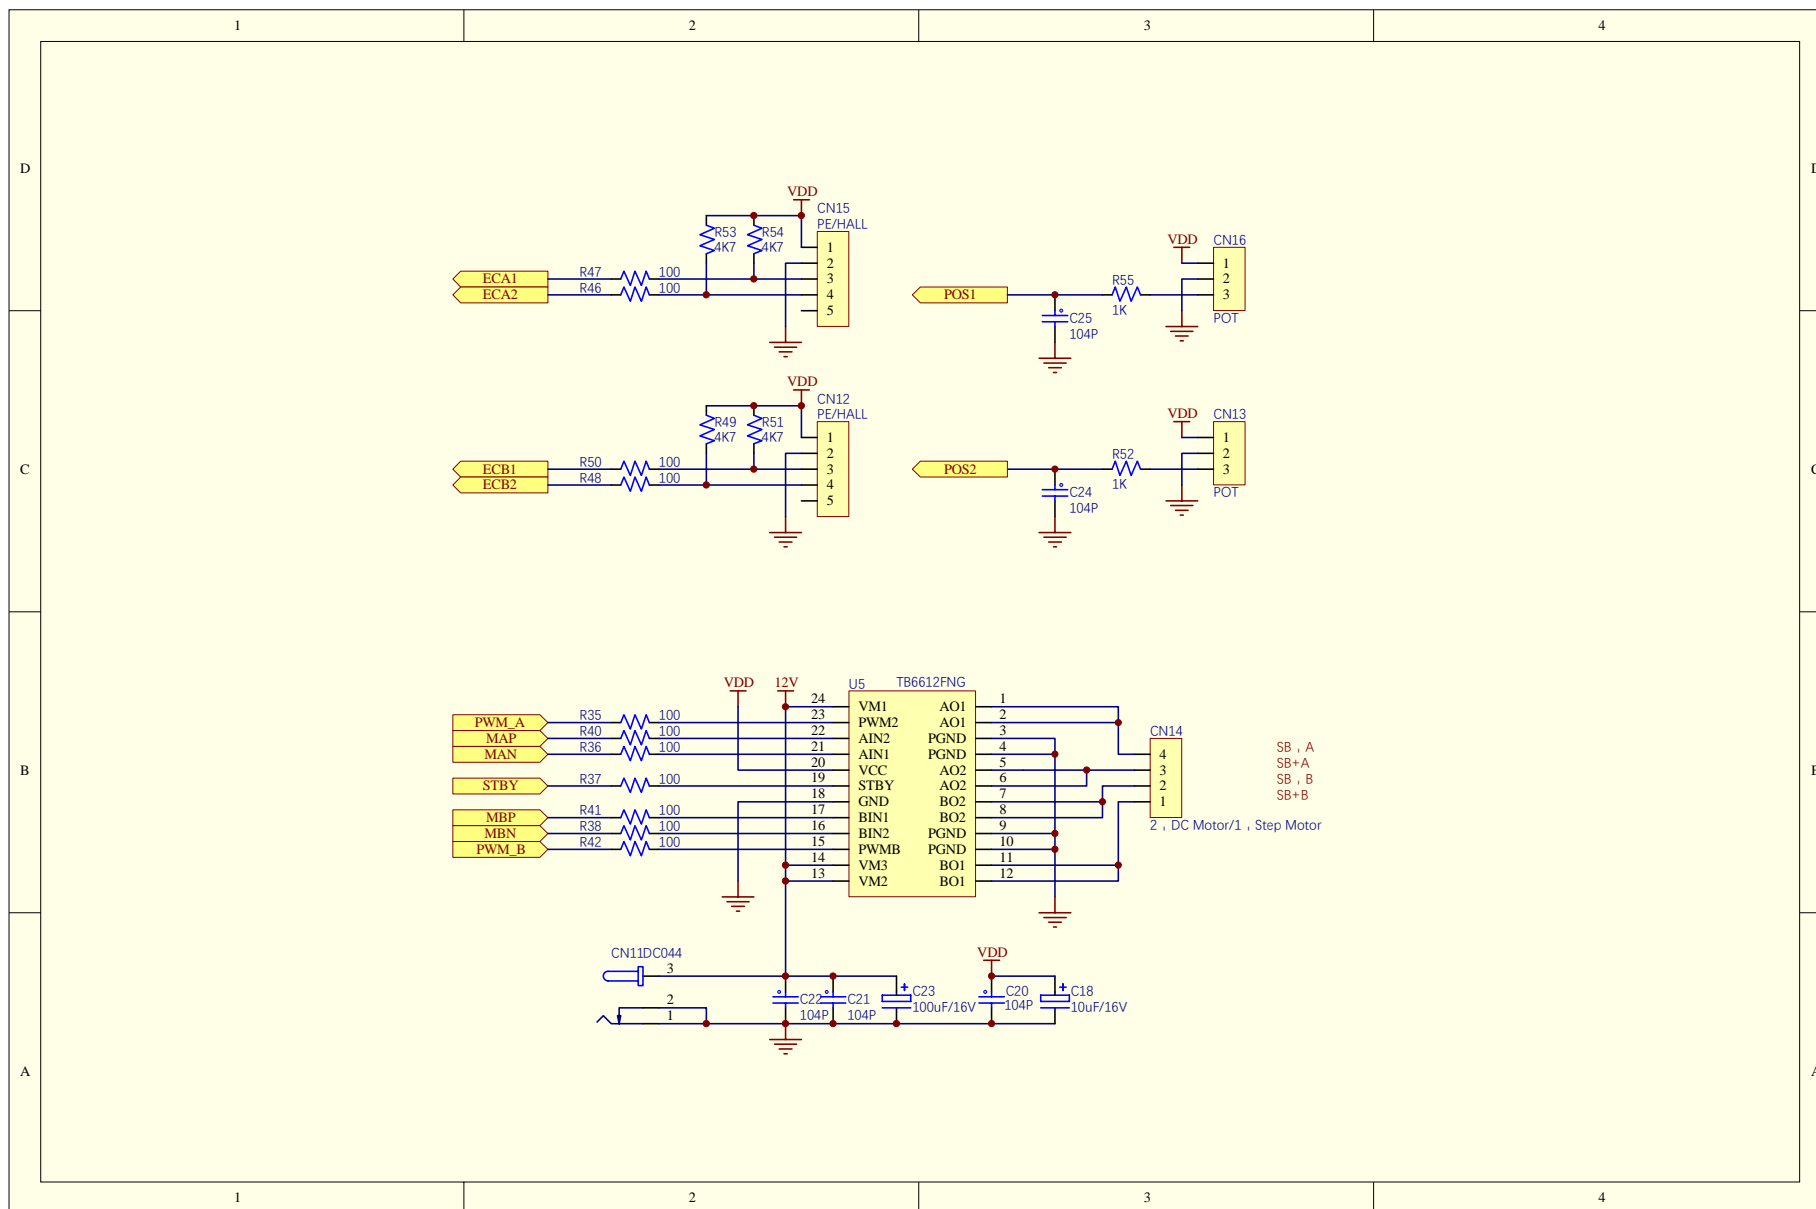 1 2 3 4
D
D
VDD
CN15
PE/HALL
R53
4K7
R54
4K7
1
2
3
4
5
ECA1 R47 100
ECA2 R46 100
VDD CN16
1
2
3
POT
POS1
R55
1K
C25
104P
VDD
CN12
PE/HALL
R49
4K7
R51
4K7
1
2
3
4
5
C
ECB1 R50 100
ECB2 R48 100
VDD CN13
1
2
3
POT
POS2
R52
1K
C24
104P
C
VDD 12V
U5 TB6612FNG
24 VM1 AO1 1
PWM_A R35 100 23 PWM2 AO1 2
MAP R40 100 22 AIN2 PGND 3
MAN R36 100 21 AIN1 PGND 4
20 VCC AO2 5
STBY R37 100 19 STBY AO2 6
18 GND BO2 7
MBP R41 100 17 BIN1 BO2 8
MBN R38 100 16 BIN2 PGND 9
PWM_B R42 100 15 PWMB PGND 10
14 VM3 BO1 11
13 VM2 BO1 12
CN14
4
3
2
1
2 , DC Motor/1 , Step Motor
SB , A
SB+A
SB , B
SB+B
B
B
CN11DC044
3
2
1
C22
104P
C21
104P
C23
100uF/16V
VDD
C20
104P
C18
10uF/16V
A
A
1 2 3 4